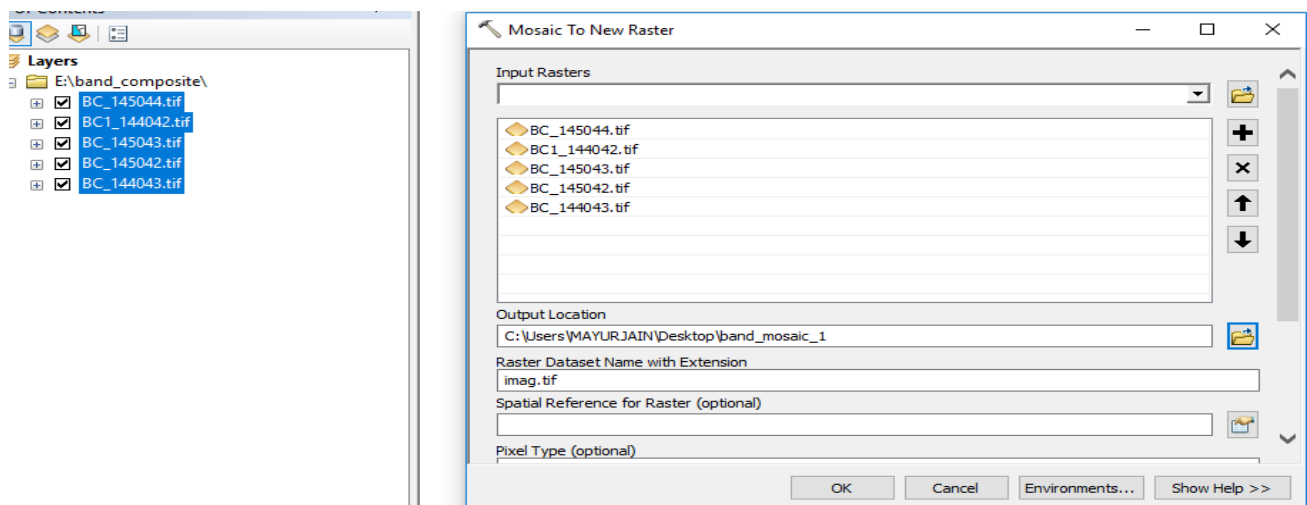 Layers
E:\band_composite\
BC_145044.tif
BC1_144042.tif
BC_145043.tif
BC_145042.tif
BC_144043.tif
Mosaic To New Raster
Input Rasters
BC_145044.tif
BC1_144042.tif
BC_145043.tif
BC_145042.tif
BC_144043.tif
Output Location
C:\Users\MAYURJAIN\Desktop\band_mosaic_1
Raster Dataset Name with Extension
imag.tif
Spatial Reference for Raster (optional)
Pixel Type (optional)
OK Cancel Environments... Show Help >>